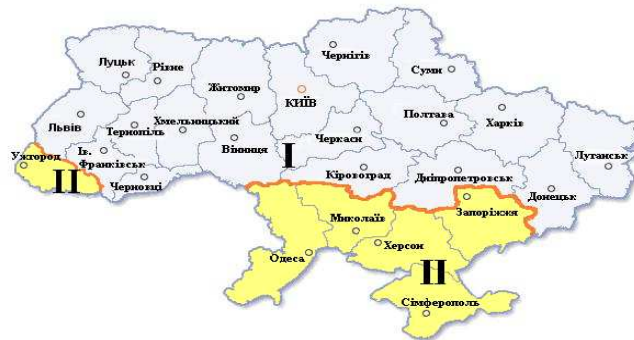 Чернігів
Луцьк
Рівне
Суми
Житомир
КИЇВ
Львів
Тернопіль
Хмельницький
Полтава
Харків
Черкаси
Ужгород
Ів.
Франківськ
Вінниця
I
Луганськ
II
Чернівці
Кіровоград
Дніпропетровськ
Донецьк
Запоріжжя
Миколаїв
Херсон
Одеса
II
Сімферополь